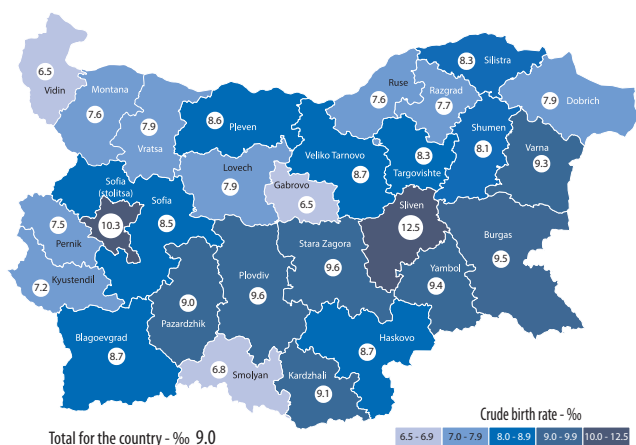 8.3
Silistra
6.5
Vidin
Montana
7.6
Ruse
7.6
Razgrad
7.7
7.9
Dobrich
8.6
Pleven
7.9
Vratsa
Shumen
8.1
Varna
9.3
Veliko Tarnovo
8.7
8.3
Targovishte
Lovech
7.9
Gabrovo
6.5
Sofia
(stolitsa)
10.3
Sofia
8.5
Sliven
12.5
7.5
Pernik
Stara Zagora
9.6
Burgas
9.5
Kyustendil
7.2
Plovdiv
9.6
Yambol
9.4
9.0
Pazardzhik
Blagoevgrad
8.7
Haskovo
8.7
6.8
Smolyan
Kardzhali
9.1
Total for the country - ‰ 9.0
Crude birth rate - ‰
6.5 - 6.9 7.0 - 7.9 8.0 - 8.9 9.0 - 9.9 10.0 - 12.5